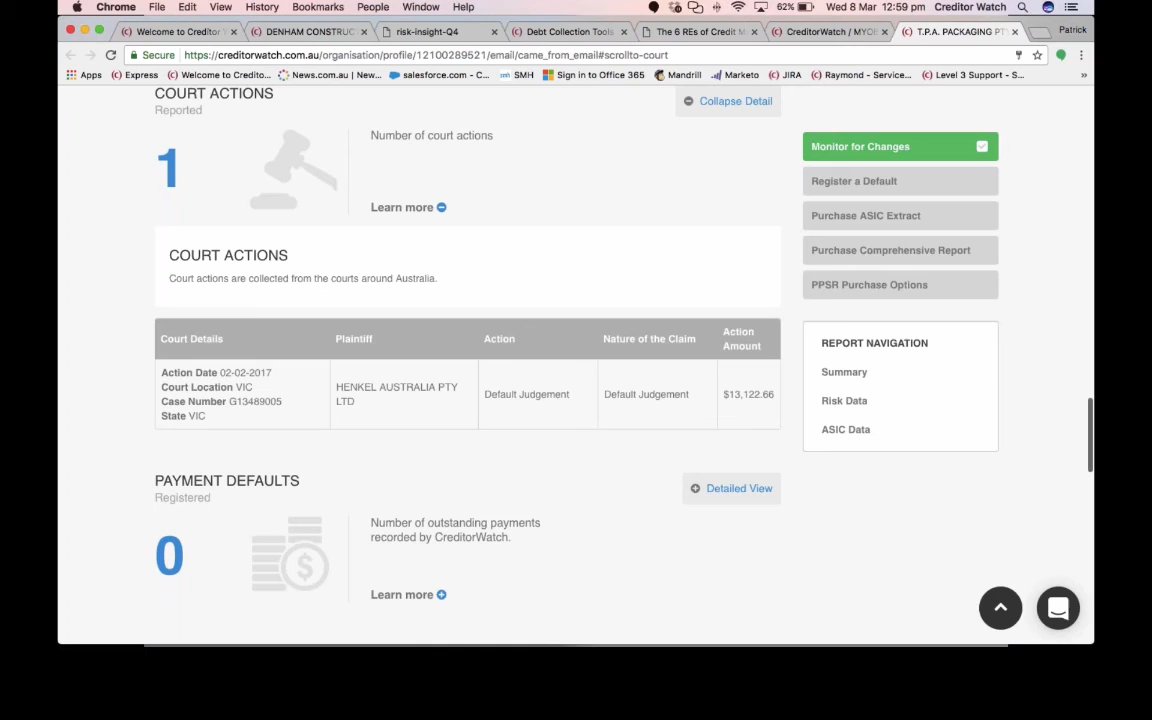 Chrome File Edit View History Bookmarks People Window Help 62% Wed 8 Mar 12:59 pm Creditor Watch
Welcome to Creditor W Denham CONSTRUC risk-insight-Q4 Debt Collection Tools The 6 REs of Credit M CreditorWatch / MYOB T.P.A. PACKAGING PT Patrick
Secure https://creditorwatch.com.au/organisation/profile/12100289521/email/came_from_email#scrollto-court
Apps Express Welcome to Credito... News.com.au | New... salesforce.com - C... SMH Sign in to Office 365 Mandrill Marketo JIRA Raymond - Service... Level 3 Support - S... »
COURT ACTIONS
Reported
Collapse Detail
1
Number of court actions
Learn more
COURT ACTIONS
Court actions are collected from the courts around Australia.
Court Details Plaintiff Action Nature of the Claim Action
Amount
Action Date 02-02-2017
Court Location VIC
Case Number G13489005
State VIC
HENKEL AUSTRALIA PTY
LTD
Default Judgement
Default Judgement
$13,122.66
PAYMENT DEFAULTS
Registered
Detailed View
0
$
Number of outstanding payments
recorded by CreditorWatch.
Learn more
Monitor for Changes
Register a Default
Purchase ASIC Extract
Purchase Comprehensive Report
PPSR Purchase Options
REPORT NAVIGATION
Summary
Risk Data
ASIC Data